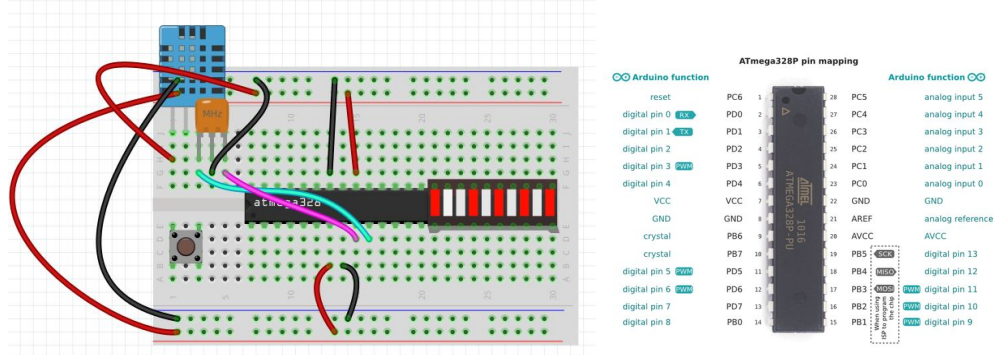 MHz
atmega328
1 5 10 15 20 25 30
J
I
H
G
F
E
D
C
B
A
1 5 10 15 20 25 30
ATmega328P pin mapping
Arduino function
Arduino function
reset PC6 1 28 PC5 analog input 5
digital pin 0 RX PD0 2 27 PC4 analog input 4
digital pin 1 TX PD1 3 26 PC3 analog input 3
digital pin 2 PD2 4 25 PC2 analog input 2
digital pin 3 PWM PD3 5 24 PC1 analog input 1
digital pin 4 PD4 6 23 PC0 analog input 0
VCC VCC 7 22 GND GND
GND GND 8 21 AREF analog reference
crystal PB6 9 20 AVCC AVCC
crystal PB7 10 19 PB5 SCK digital pin 13
digital pin 5 PWM PD5 11 18 PB4 MISO digital pin 12
digital pin 6 PWM PD6 12 17 PB3 MOSI PWM digital pin 11
digital pin 7 PD7 13 16 PB2 PWM digital pin 10
digital pin 8 PB0 14 15 PB1 PWM digital pin 9
When using
ISP to program
the chip
ATMEL
1016
ATMEGA328P-PU